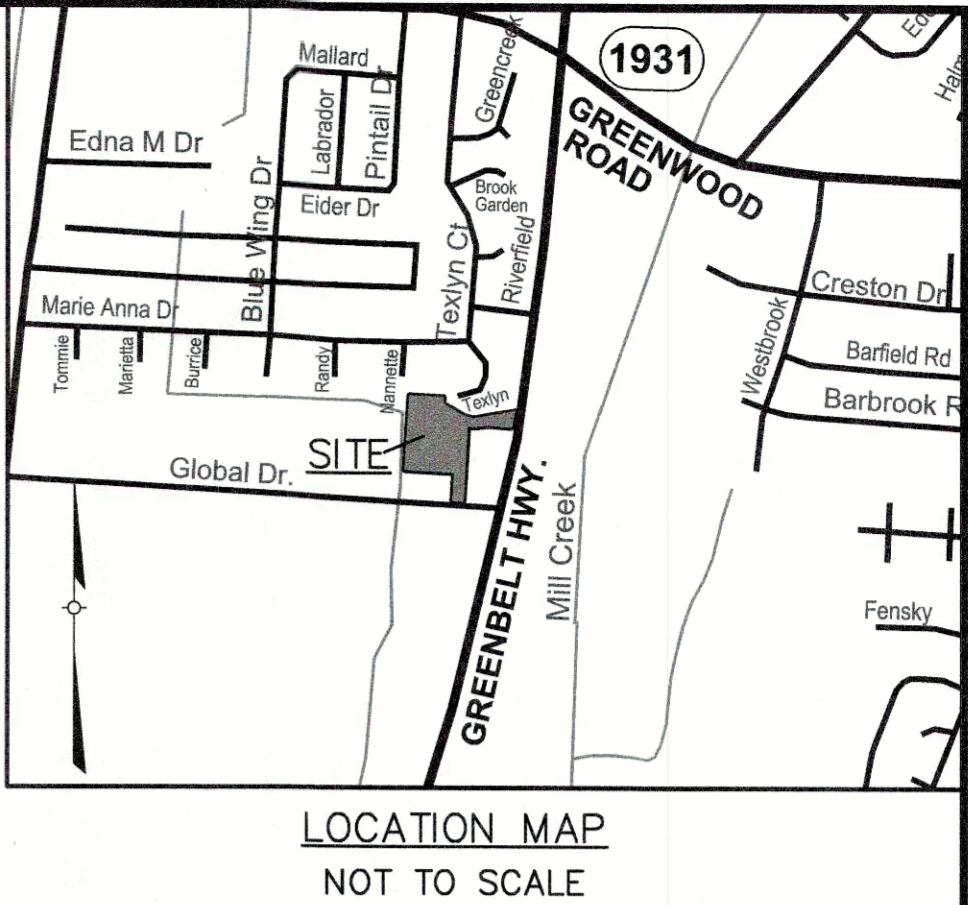 Mallard
Labrador
Pintail Dr
Greencreek
1931
GREENWOOD
ROAD
Edna M Dr
Eider Dr
Blue Wing Dr
Brook
Garden
Texlyn Ct
Riverfield
Marie Anna Dr
Creston Dr
Westbrook
Barfield Rd
Barbrook R
Tommie
Marietta
Burrice
Randy
Nannette
Texlyn
SITE
Global Dr.
GREENBELT HWY.
Mill Creek
Fensky
LOCATION MAP
NOT TO SCALE